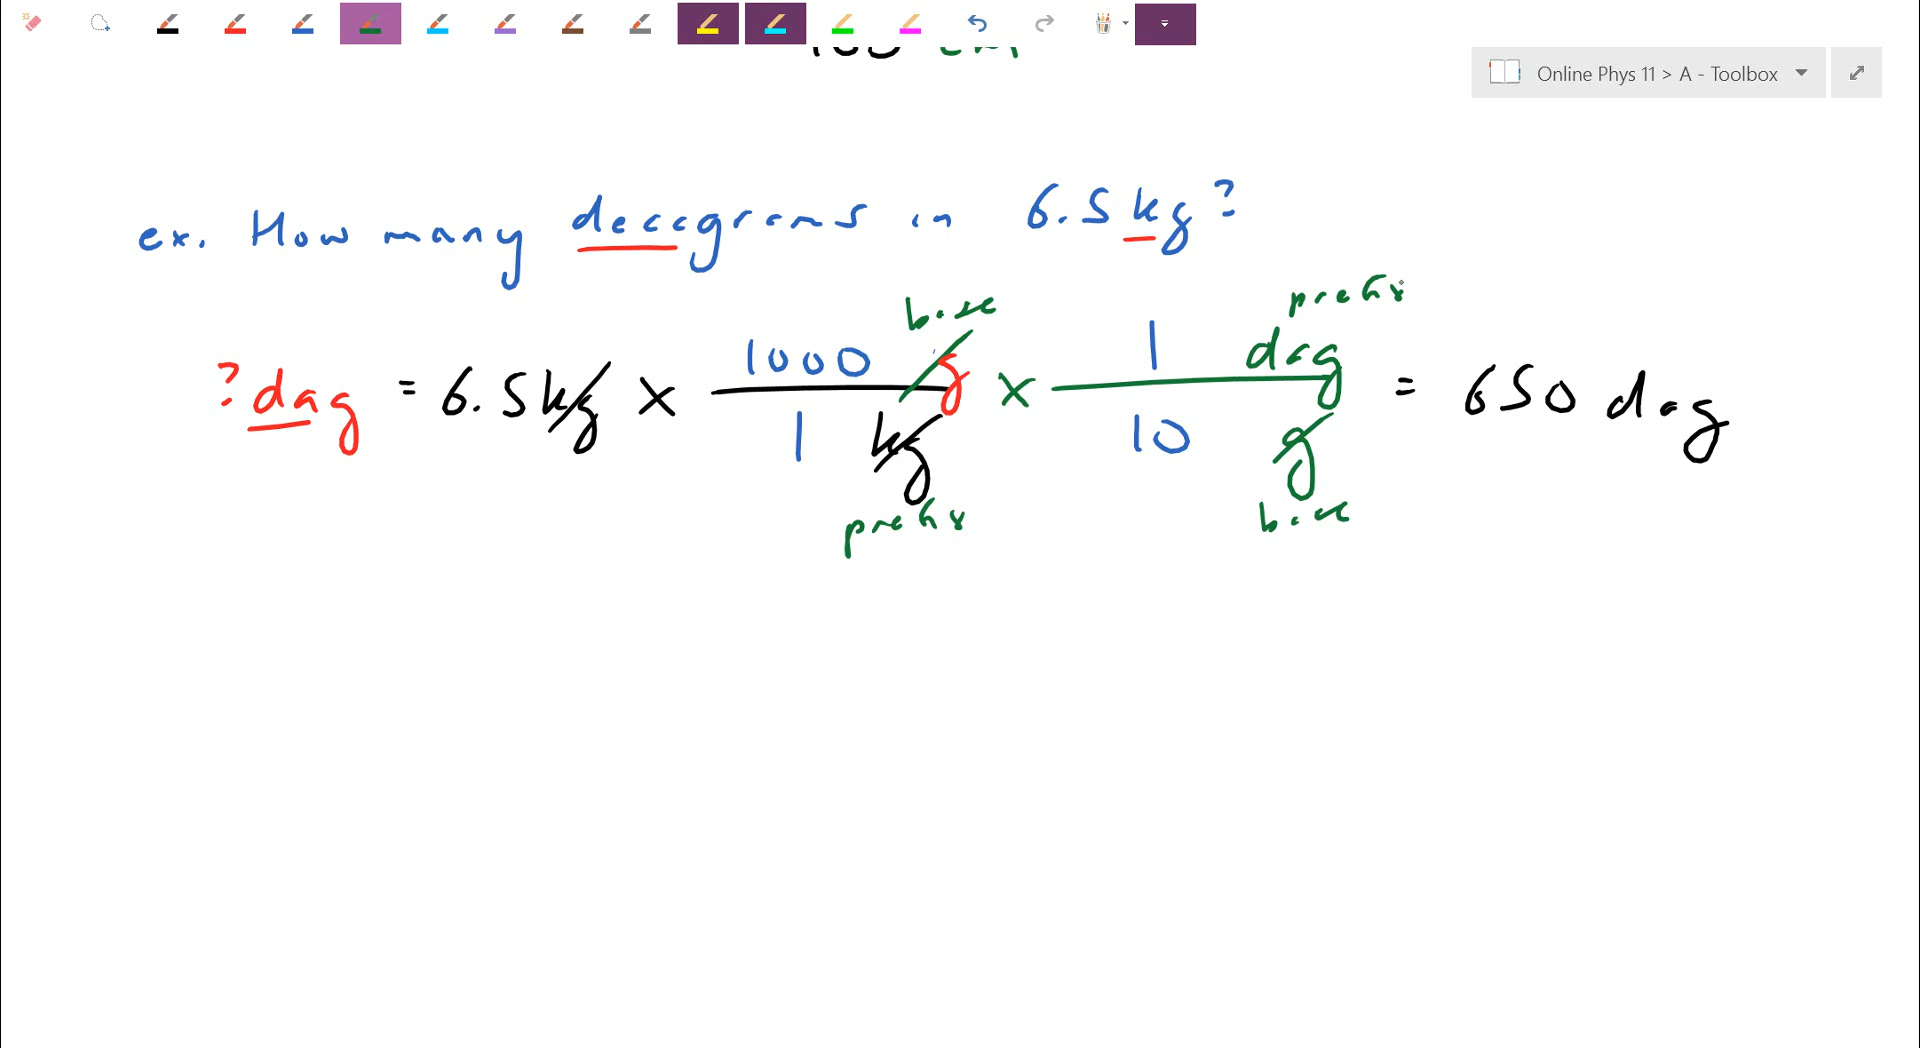 Online Phys 11 > A - Toolbox
ex. How many decagrams in 6.5 kg?
base prefix
? dag = 6.5 kg x 1000 g / 1 kg x 1 dag / 10 g = 650 dag
prefix base